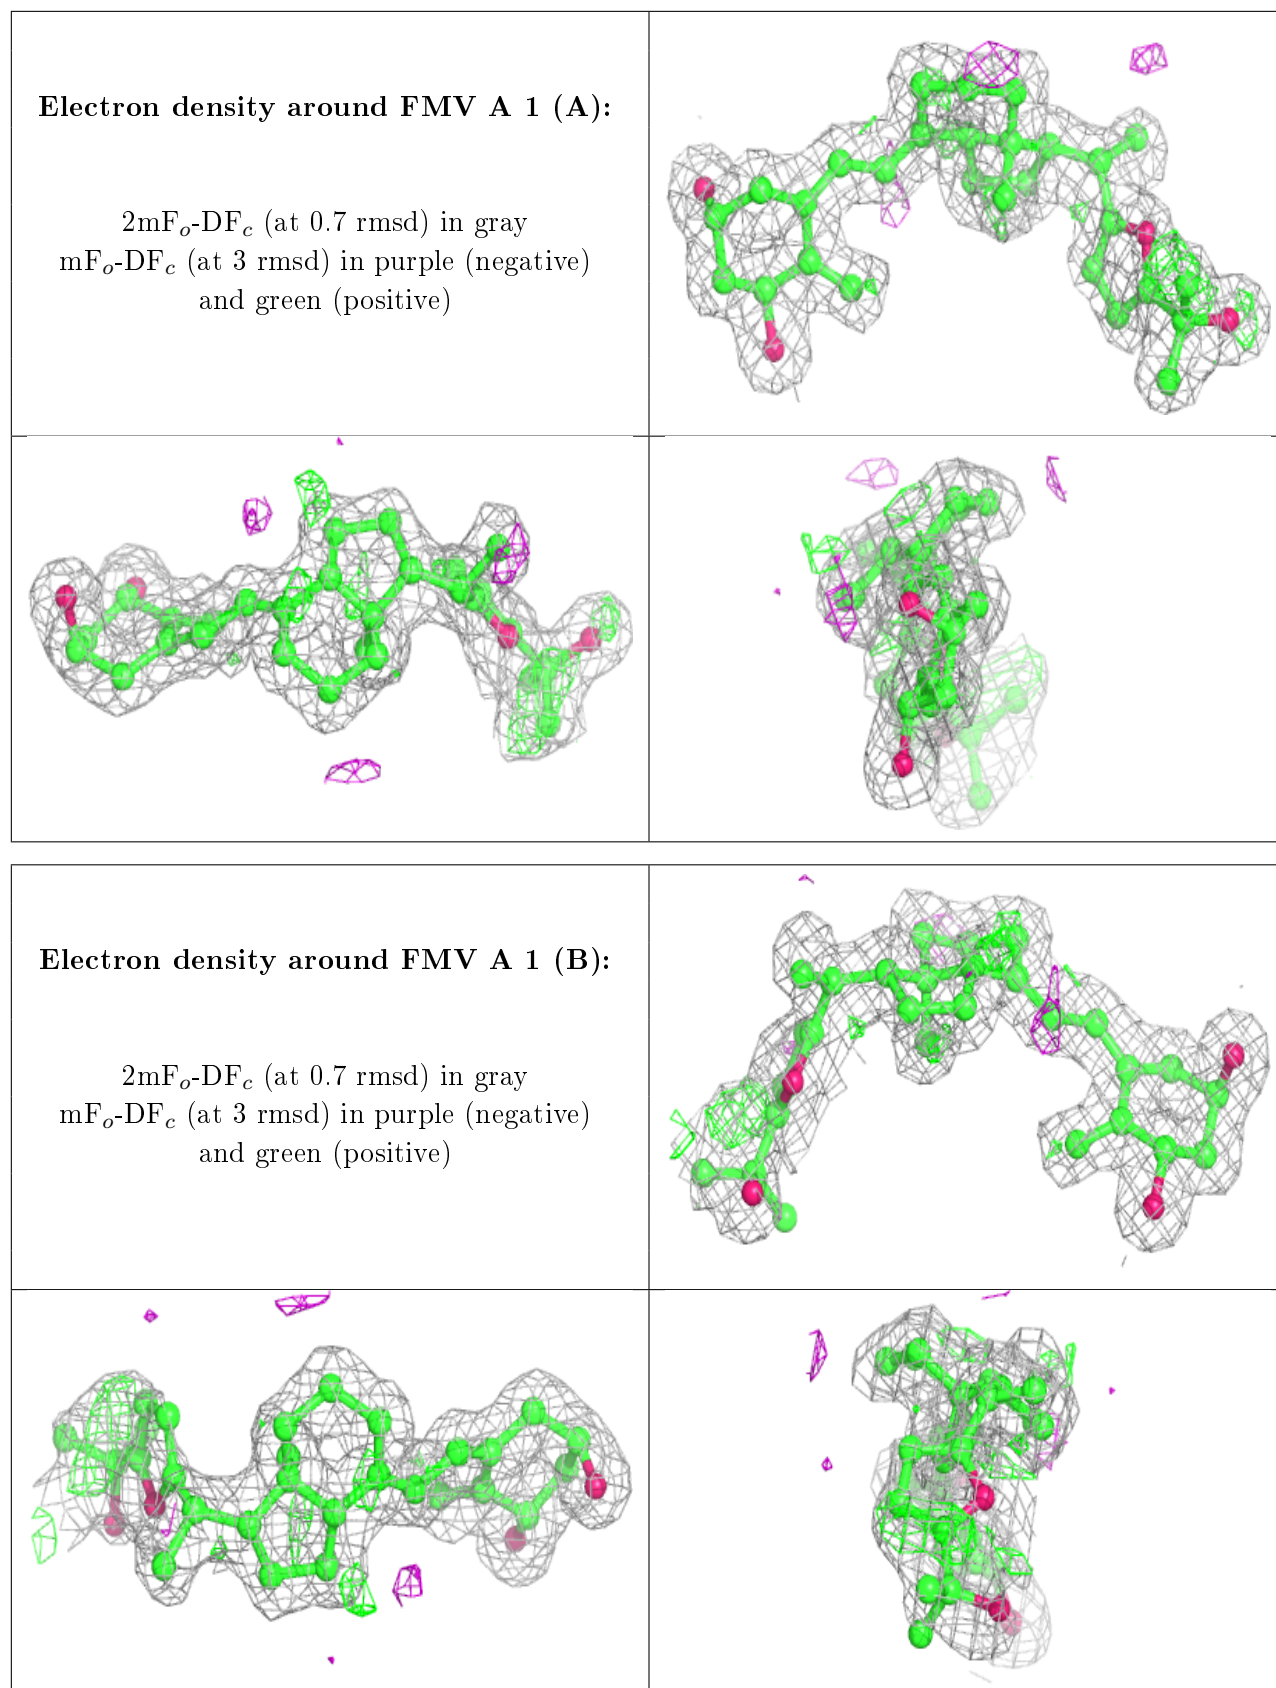 Electron density around FMV A 1 (A):
2mFo-DFc (at 0.7 rmsd) in gray
mFo-DFc (at 3 rmsd) in purple (negative)
and green (positive)
Electron density around FMV A 1 (B):
2mFo-DFc (at 0.7 rmsd) in gray
mFo-DFc (at 3 rmsd) in purple (negative)
and green (positive)